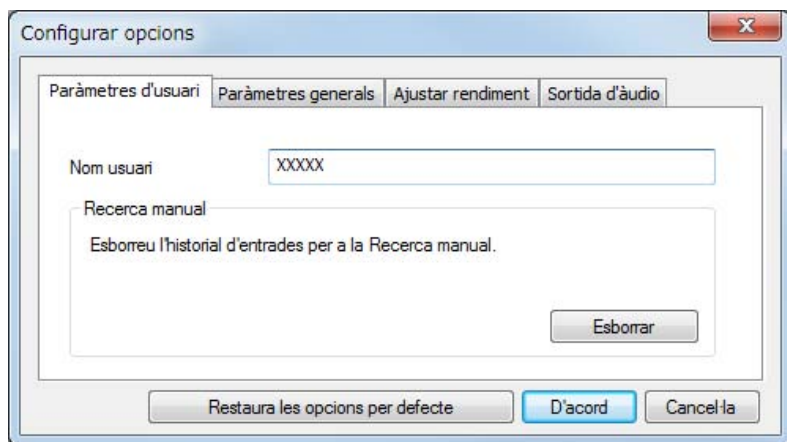 Configurar opcions
Paràmetres d'usuari Paràmetres generals Ajustar rendiment Sortida d'àudio
Nom usuari XXXXX
Recerca manual
Esborreu l'historial d'entrades per a la Recerca manual.
Esborrar
Restaura les opcions per defecte D'acord Cancel·la